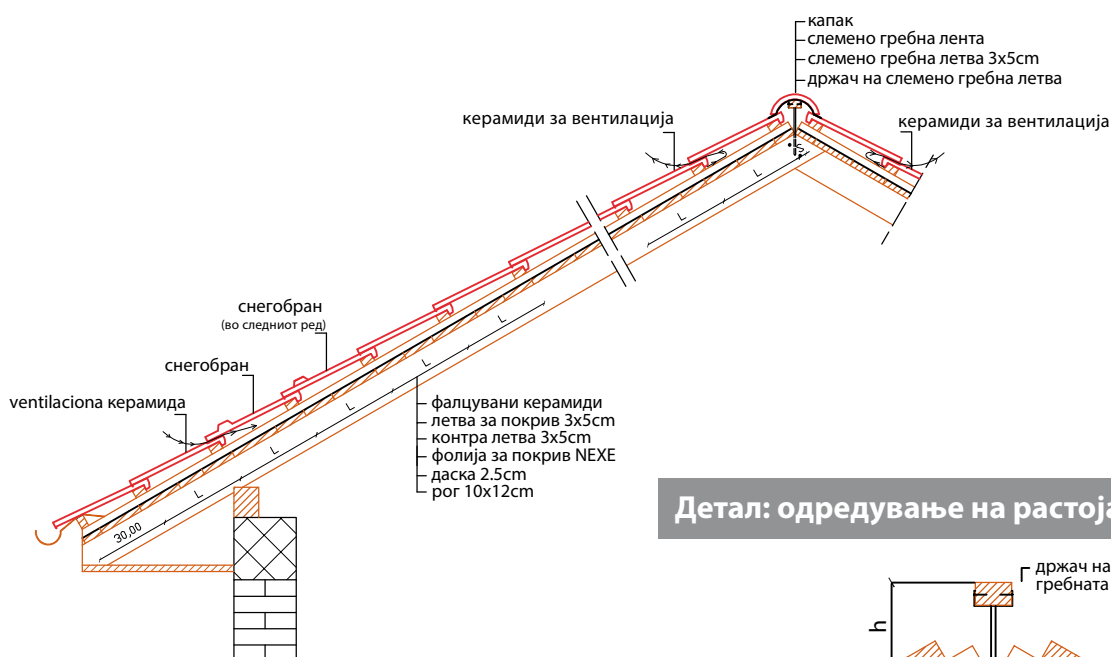 капак
слемено гребна лента
слемено гребна летва 3x5cm
држач на слемено гребна летва
керамиди за вентилација
керамиди за вентилација
s
L
L
снегобран
(во следниот ред)
снегобран
ventilaciona керамида
L
L
L
L
L
30,00
фалцувани керамиди
летва за покрив 3x5cm
контра летва 3x5cm
фолија за покрив NEXE
даска 2.5cm
рог 10x12cm
Детал: одредување на растоја
држач на
гребната
h